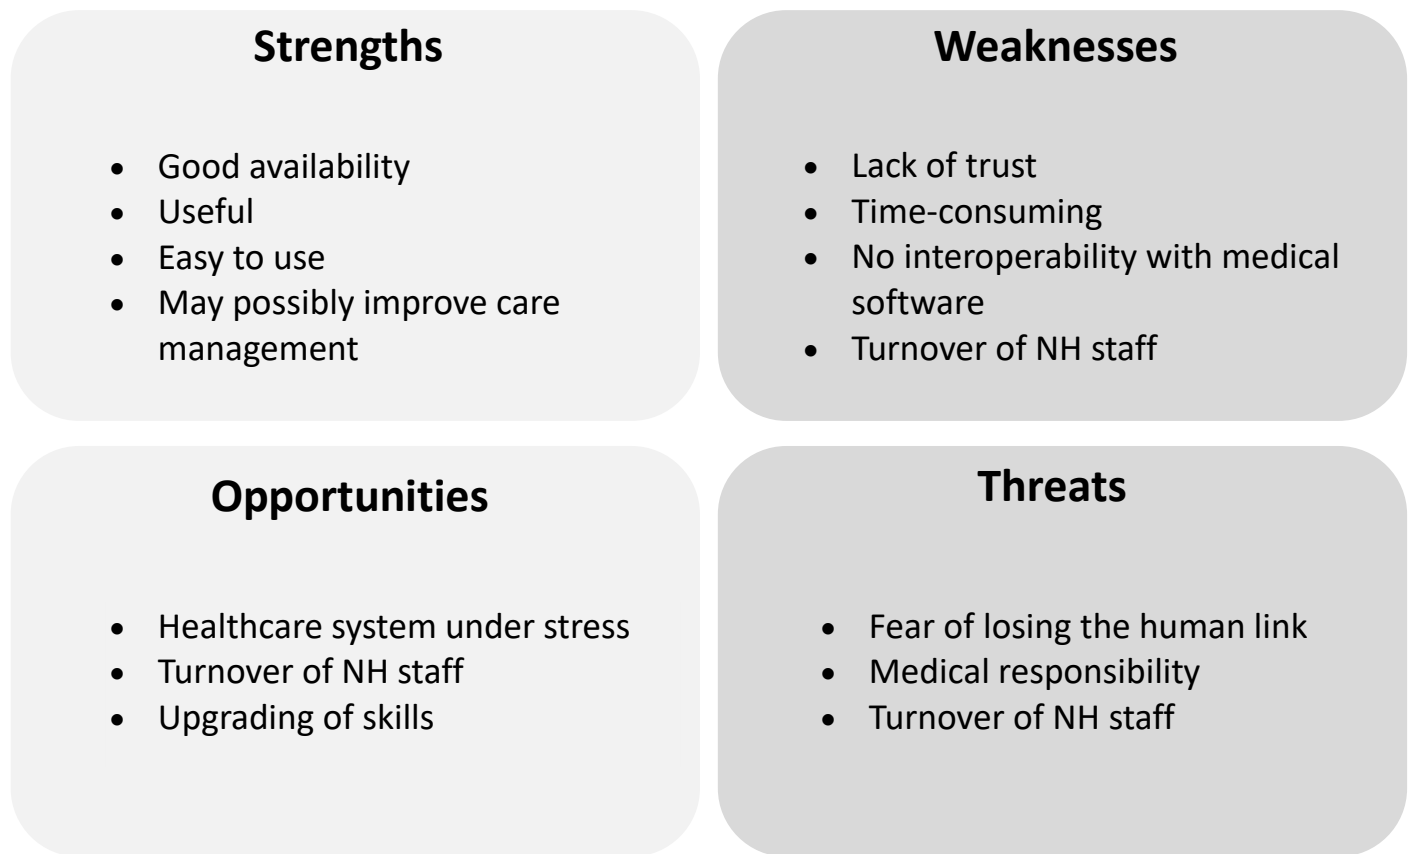 Strengths
• Good availability
• Useful
• Easy to use
• May possibly improve care
management
Weaknesses
• Lack of trust
• Time-consuming
• No interoperability with medical
software
• Turnover of NH staff
Opportunities
• Healthcare system under stress
• Turnover of NH staff
• Upgrading of skills
Threats
• Fear of losing the human link
• Medical responsibility
• Turnover of NH staff